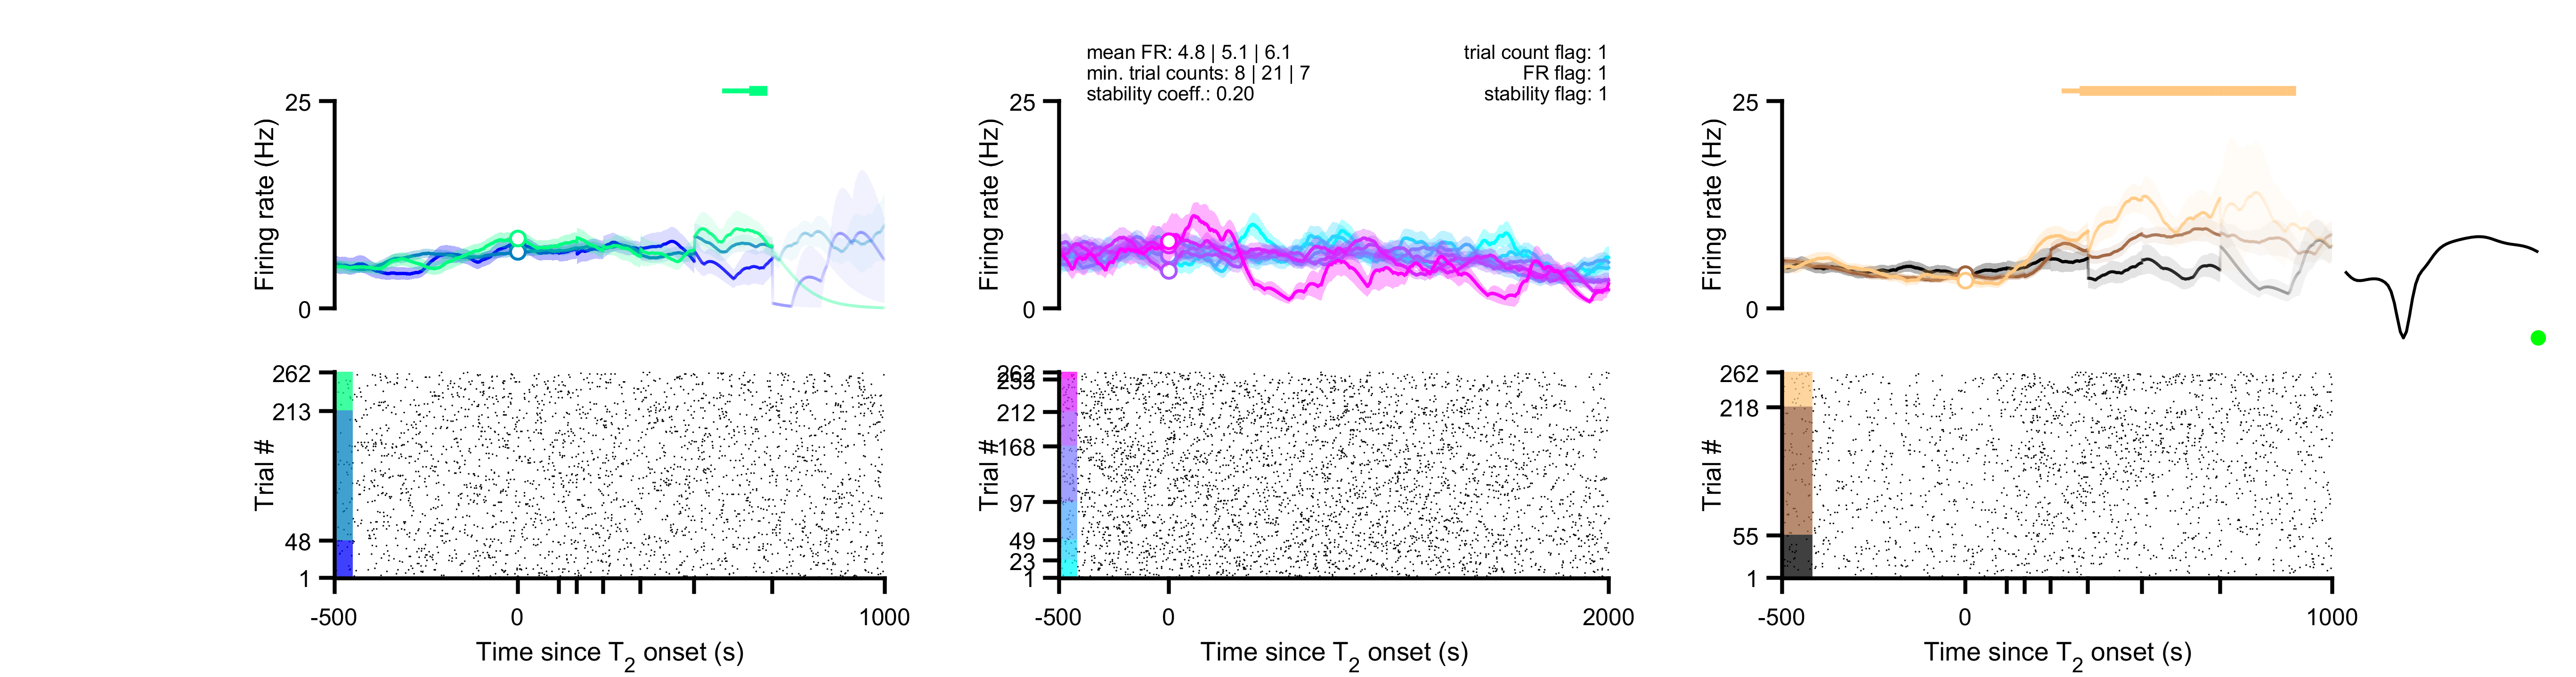 mean FR: 4.8 | 5.1 | 6.1
min. trial counts: 8 | 21 | 7
stability coeff.: 0.20
trial count flag: 1
FR flag: 1
stability flag: 1
25
0
Firing rate (Hz)
262
213
48
1
Trial #
-500
0
1000
Time since T2 onset (s)
25
0
Firing rate (Hz)
262
212
168
97
49
23
1
Trial #
-500
0
2000
Time since T2 onset (s)
25
0
Firing rate (Hz)
262
218
55
1
Trial #
-500
0
1000
Time since T2 onset (s)